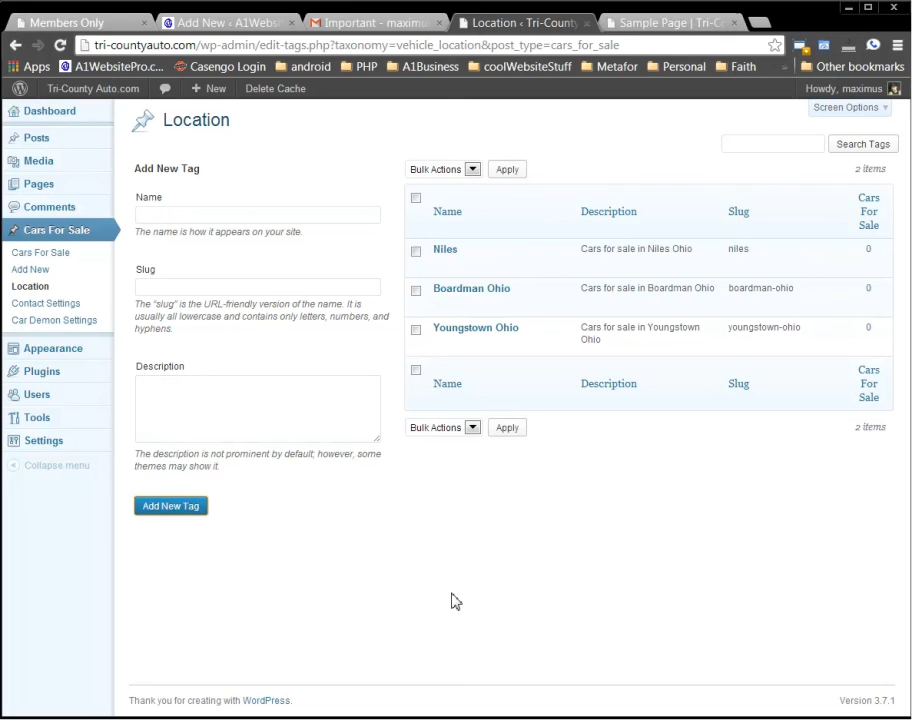 Members Only
Add New ‹ A1Websi
Important - maximus
Location ‹ Tri-County
Sample Page | Tri-C
tri-countyauto.com/wp-admin/edit-tags.php?taxonomy=vehicle_location&post_type=cars_for_sale
Apps A1WebsitePro.c... Casengo Login android PHP A1Business coolWebsiteStuff Metafor Personal Faith » Other bookmarks
Tri-County Auto.com + New Delete Cache Howdy, maximus
Dashboard
Posts
Media
Pages
Comments
Cars For Sale
Cars For Sale
Add New
Location
Contact Settings
Car Demon Settings
Appearance
Plugins
Users
Tools
Settings
Collapse menu
Screen Options
Location
Search Tags
Add New Tag
Name
The name is how it appears on your site.
Slug
The "slug" is the URL-friendly version of the name. It is
usually all lowercase and contains only letters, numbers, and
hyphens.
Description
The description is not prominent by default; however, some
themes may show it.
Add New Tag
Bulk Actions Apply 2 items
Name Description Slug Cars
For
Sale
Niles Cars for sale in Niles Ohio niles 0
Boardman Ohio Cars for sale in Boardman Ohio boardman-ohio 0
Youngstown Ohio Cars for sale in Youngstown youngstown-ohio 0
Ohio
Name Description Slug Cars
For
Sale
Bulk Actions Apply 2 items
Thank you for creating with WordPress. Version 3.7.1